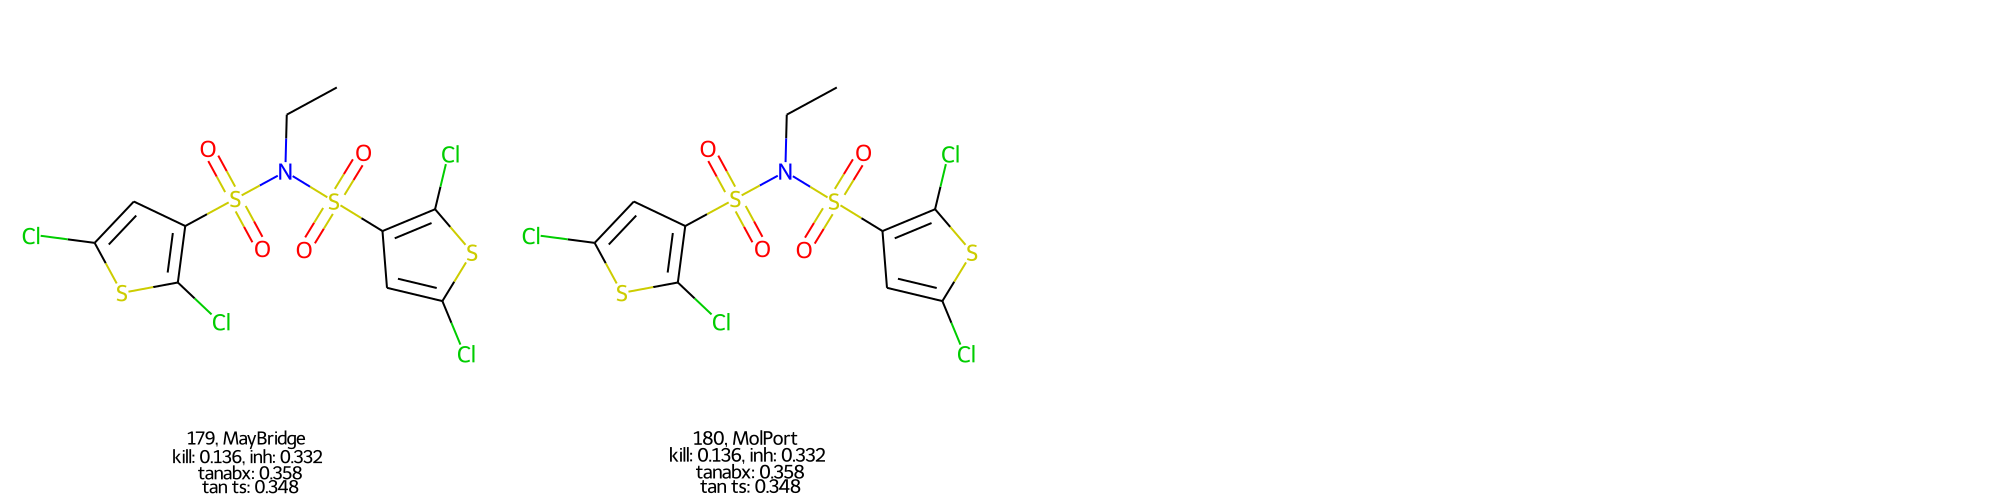 O
O
N
S
O
O
S
Cl
S
Cl
Cl
S
Cl
O
O
N
S
O
O
S
Cl
S
Cl
Cl
S
Cl
179, MayBridge
kill: 0.136, inh: 0.332
tanabx: 0.358
tan ts: 0.348
180, MolPort
kill: 0.136, inh: 0.332
tanabx: 0.358
tan ts: 0.348